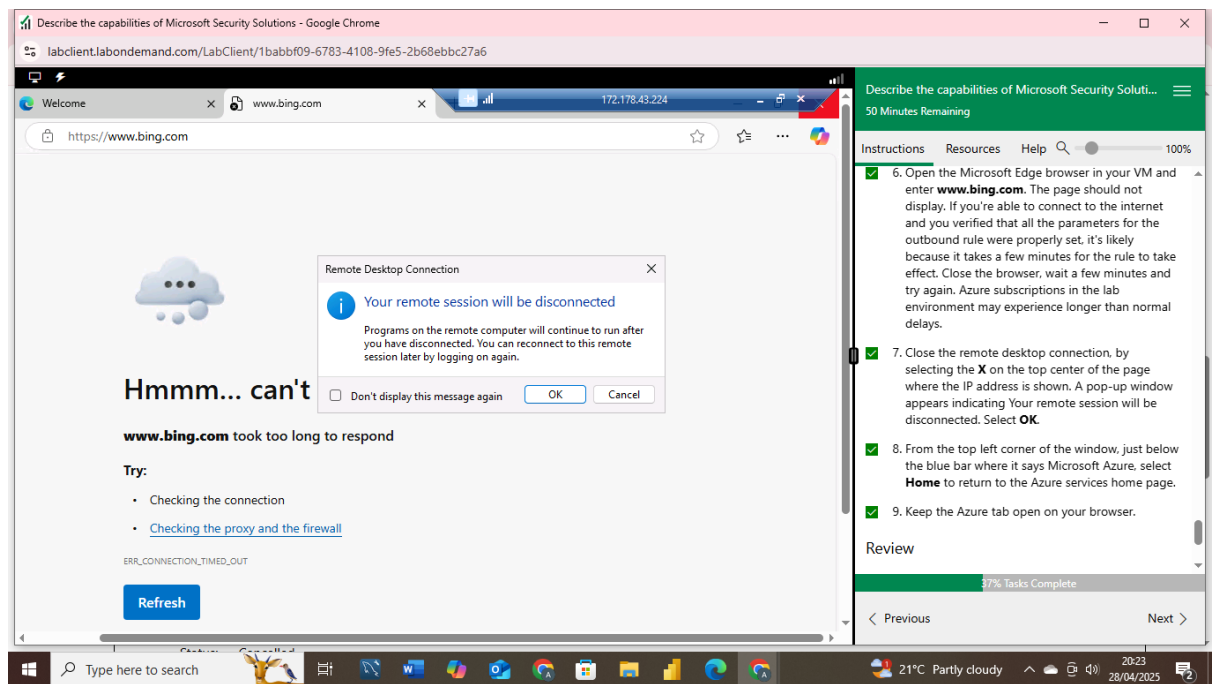 Describe the capabilities of Microsoft Security Solutions - Google Chrome
labclient.labondemand.com/LabClient/1babbf09-6783-4108-9fe5-2b68ebbc27a6
Welcome
www.bing.com
172.178.43.224
https://www.bing.com
Remote Desktop Connection
Your remote session will be disconnected
Programs on the remote computer will continue to run after
you have disconnected. You can reconnect to this remote
session later by logging on again.
Don't display this message again
OK
Cancel
Hmmm... can't
www.bing.com took too long to respond
Try:
• Checking the connection
• Checking the proxy and the firewall
ERR_CONNECTION_TIMED_OUT
Refresh
Describe the capabilities of Microsoft Security Soluti...
50 Minutes Remaining
Instructions
Resources
Help
100%
6. Open the Microsoft Edge browser in your VM and
enter www.bing.com. The page should not
display. If you're able to connect to the internet
and you verified that all the parameters for the
outbound rule were properly set, it's likely
because it takes a few minutes for the rule to take
effect. Close the browser, wait a few minutes and
try again. Azure subscriptions in the lab
environment may experience longer than normal
delays.
7. Close the remote desktop connection, by
selecting the X on the top center of the page
where the IP address is shown. A pop-up window
appears indicating Your remote session will be
disconnected. Select OK.
8. From the top left corner of the window, just below
the blue bar where it says Microsoft Azure, select
Home to return to the Azure services home page.
9. Keep the Azure tab open on your browser.
Review
37% Tasks Complete
Previous
Next
Type here to search
21°C Partly cloudy
20:23
28/04/2025
2